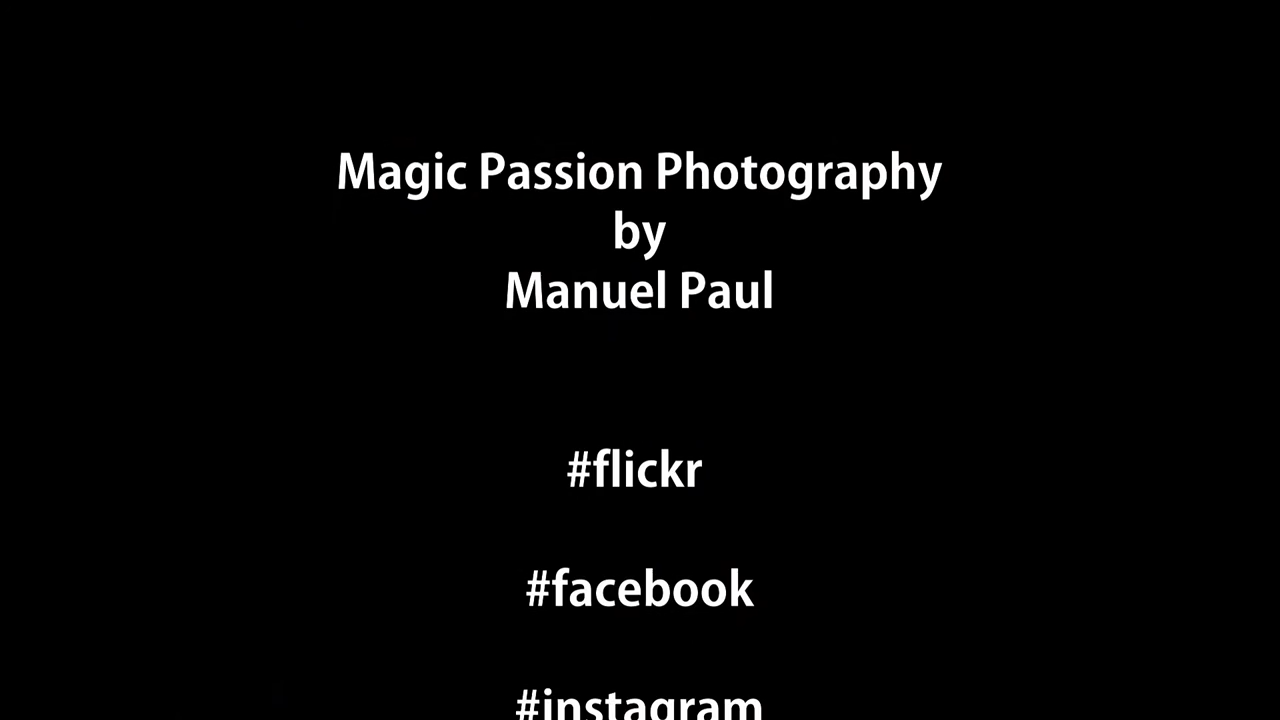 Magic Passion Photography
by
Manuel Paul
#flickr
#facebook
#instagram